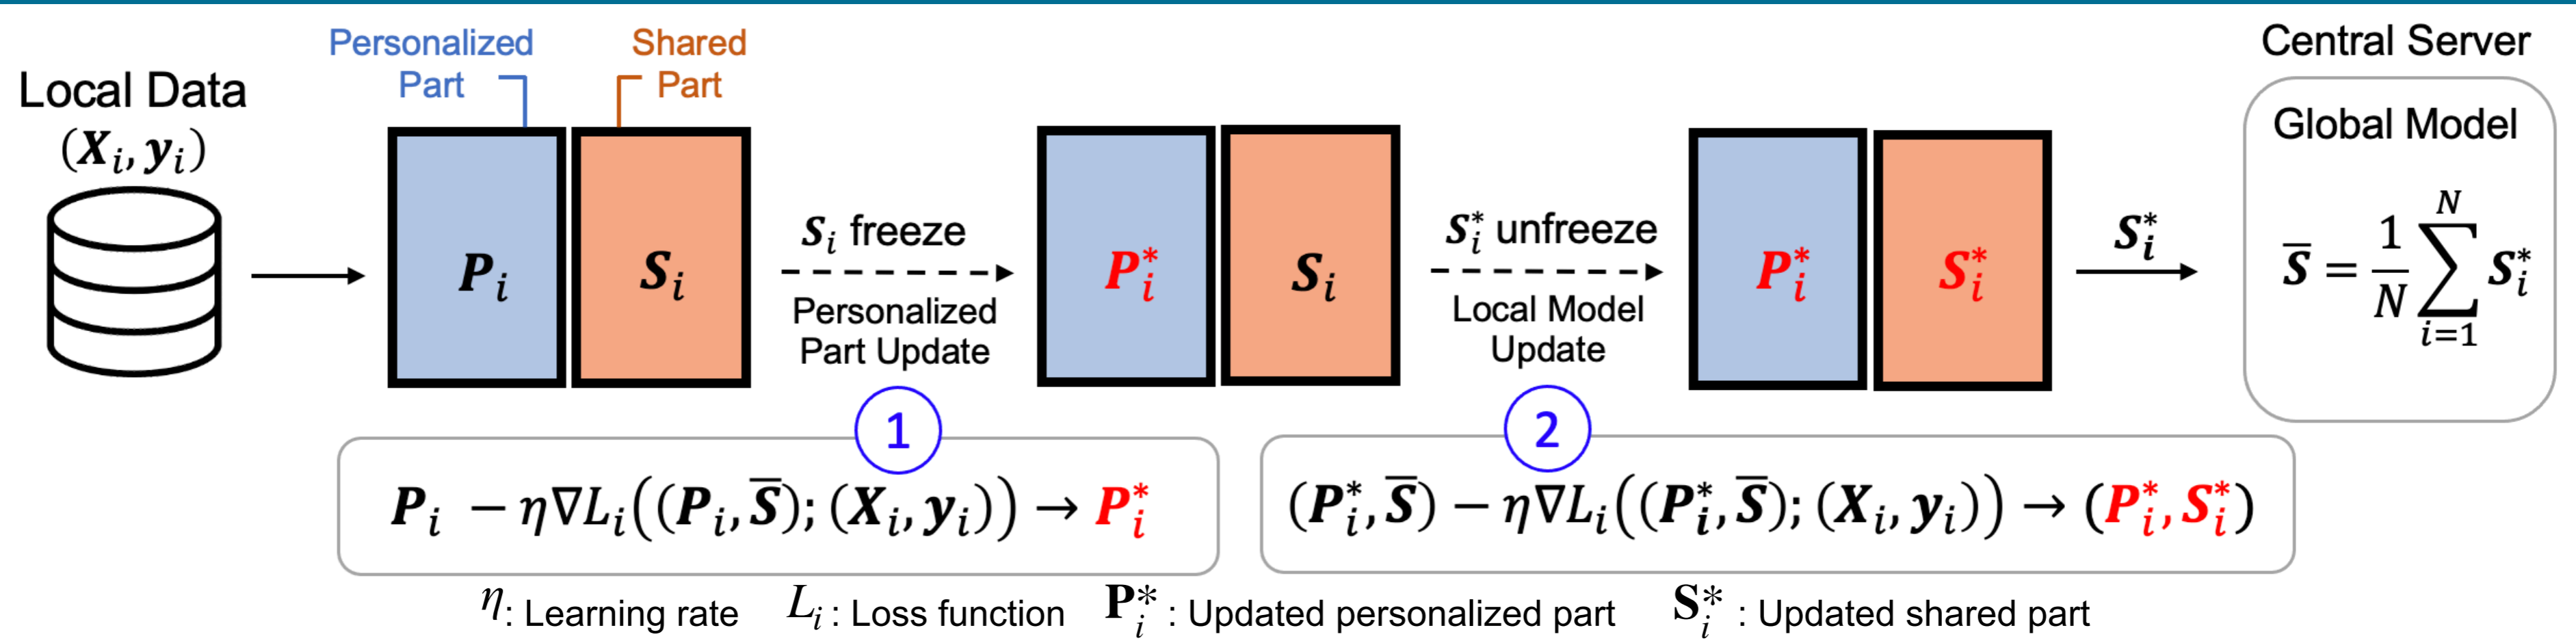 Personalized
Part
Shared
Part
Central Server
Local Data
(X_i, y_i)
P_i
S_i
S_i freeze
Personalized
Part Update
P_i^*
S_i
S_i^* unfreeze
Local Model
Update
P_i^*
S_i^*
S_i^*
Global Model
S̅ = 1/N ∑_{i=1}^{N} S_i^*
1
P_i − η∇L_i((P_i, S̅); (X_i, y_i)) → P_i^*
2
(P_i^*, S̅) − η∇L_i((P_i^*, S̅); (X_i, y_i)) → (P_i^*, S_i^*)
η: Learning rate L_i : Loss function P_i^* : Updated personalized part S_i^* : Updated shared part